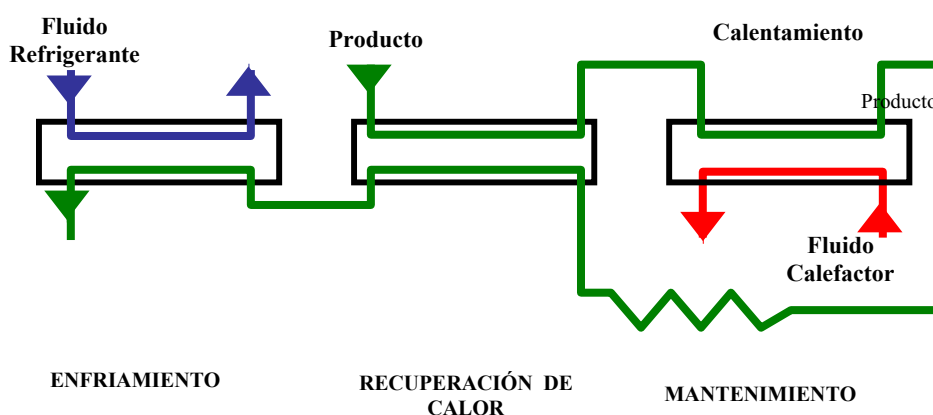 Fluido
Refrigerante
Producto
Calentamiento
Producto
Fluido
Calefactor
ENFRIAMIENTO
RECUPERACIÓN DE
CALOR
MANTENIMIENTO